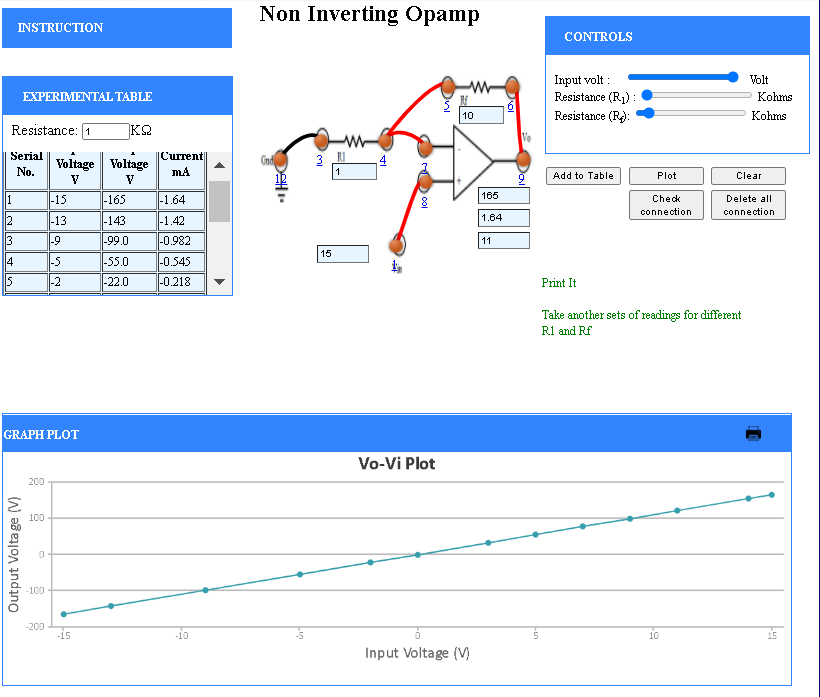 Non Inverting Opamp
INSTRUCTION
EXPERIMENTAL TABLE
Resistance: 1 KΩ
Serial No. Voltage V Voltage V Current mA
1 -15 -165 -1.64
2 -13 -143 -1.42
3 -9 -99.0 -0.982
4 -5 -55.0 -0.545
5 -2 -22.0 -0.218
5 Rf 6
10
Gnd 3 R1 4 Vo
1
12 7 9
- +
8
165
1.64
11
15
1
CONTROLS
Input volt : Volt
Resistance (R1) : Kohms
Resistance (Rf): Kohms
Add to Table Plot Clear
Check connection Delete all connection
Print It
Take another sets of readings for different
R1 and Rf
GRAPH PLOT
Vo-Vi Plot
Output Voltage (V)
200
100
0
-100
-200
-15 -10 -5 0 5 10 15
Input Voltage (V)